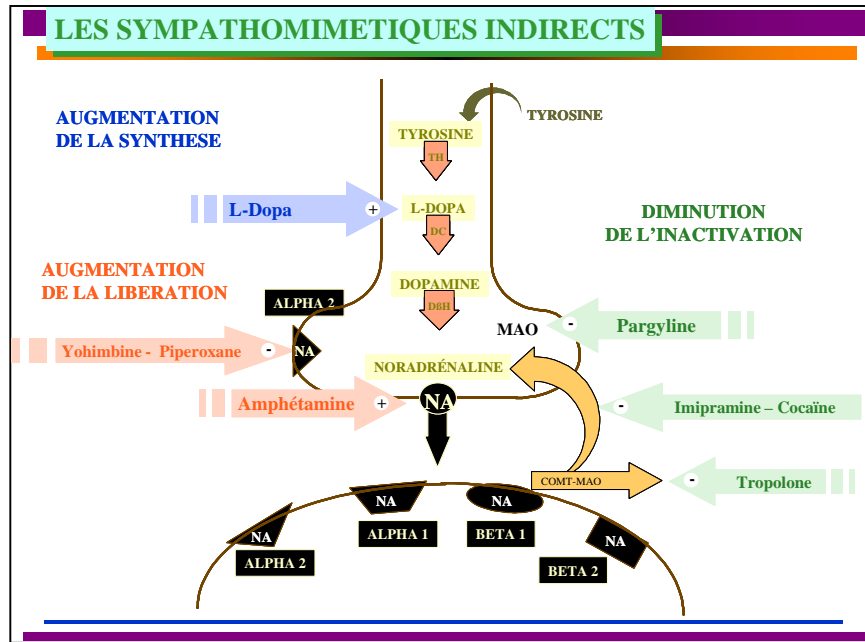 LES SYMPATHOMIMETIQUES INDIRECTS
AUGMENTATION
DE LA SYNTHESE
TYROSINE
TYROSINE
TH
L-Dopa
+
L-DOPA
DC
DIMINUTION
DE L'INACTIVATION
AUGMENTATION
DE LA LIBERATION
ALPHA 2
DOPAMINE
DßH
MAO
-
Pargyline
Yohimbine - Piperoxane
-
NA
NORADRÉNALINE
Amphétamine
+
NA
-
Imipramine – Cocaïne
COMT-MAO
-
Tropolone
NA
NA
NA
NA
ALPHA 2
ALPHA 1
BETA 1
BETA 2